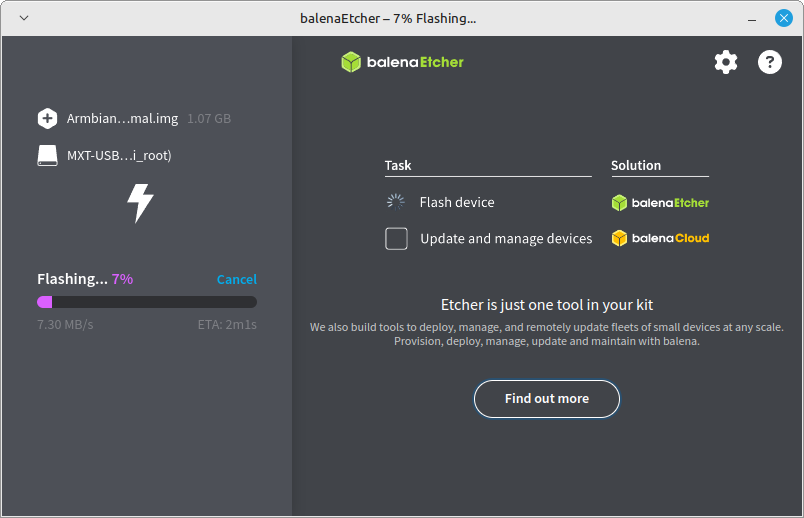 balenaEtcher – 7% Flashing...
balenaEtcher
Armbian...mal.img 1.07 GB
MXT-USB...i_root)
Flashing... 7% Cancel
7.30 MB/s ETA: 2m1s
Task Solution
Flash device balenaEtcher
Update and manage devices balenaCloud
Etcher is just one tool in your kit
We also build tools to deploy, manage, and remotely update fleets of small devices at any scale.
Provision, deploy, manage, update and maintain with balena.
Find out more